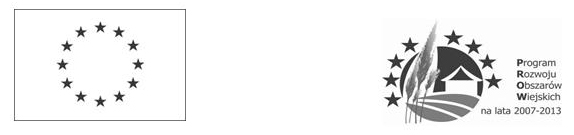 Program
Rozwoju
Obszarów
Wiejskich
na lata 2007-2013